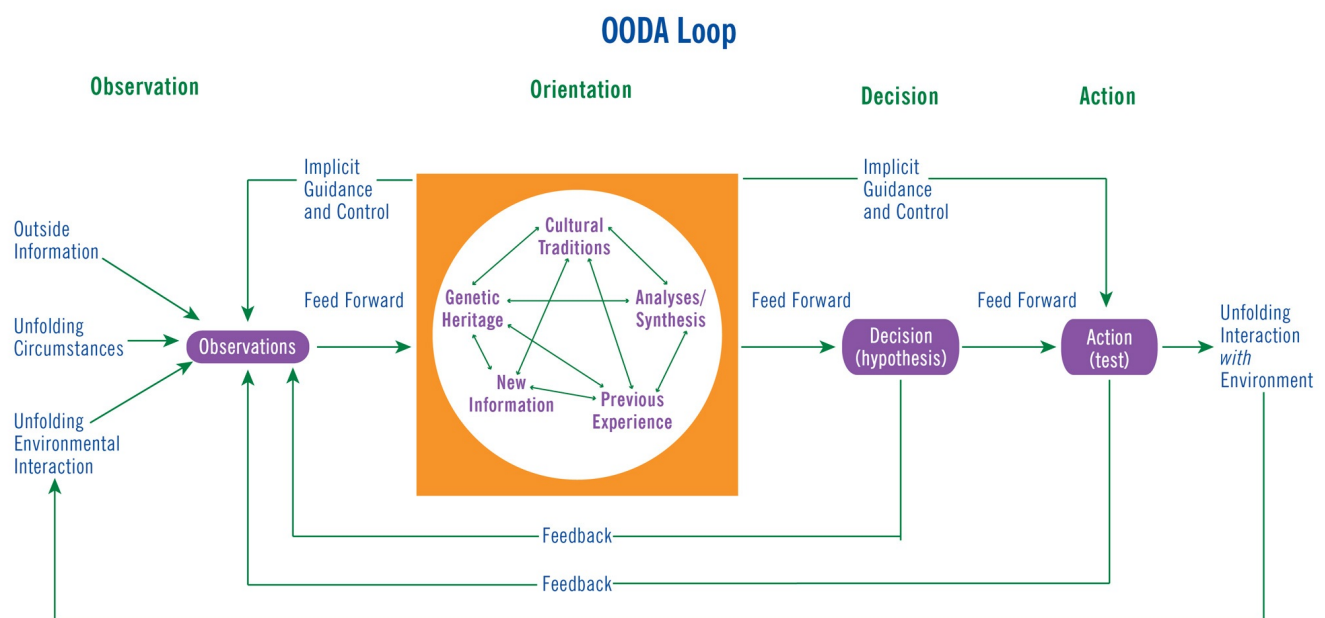 OODA Loop
Observation
Orientation
Decision
Action
Implicit
Guidance
and Control
Implicit
Guidance
and Control
Outside
Information
Cultural
Traditions
Genetic
Heritage
Analyses/
Synthesis
New
Information
Previous
Experience
Feed Forward
Feed Forward
Feed Forward
Unfolding
Circumstances
Observations
Decision
(hypothesis)
Action
(test)
Unfolding
Interaction
with
Environment
Unfolding
Environmental
Interaction
Feedback
Feedback